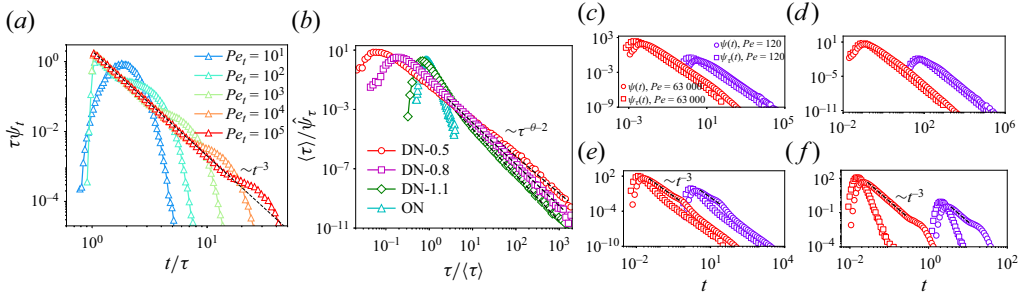 (a)
10^0
10^-2
10^-4
τψ_t
10^0
10^1
t/τ
Pe_t = 10^1
Pe_t = 10^2
Pe_t = 10^3
Pe_t = 10^4
Pe_t = 10^5
~t^-3
(b)
10^1
10^-3
10^-7
10^-11
⟨τ⟩/ψ̂_τ
10^-1
10^1
10^3
τ/⟨τ⟩
~τ^-θ-2
DN-0.5
DN-0.8
DN-1.1
ON
(c)
10^3
10^-3
10^-9
10^-3
10^1
10^5
ψ(t), Pe = 120
ψ_τ(t), Pe = 120
ψ(t), Pe = 63 000
ψ_τ(t), Pe = 63 000
(d)
10^1
10^-5
10^-11
10^-2
10^2
10^6
(e)
10^2
10^-4
10^-10
10^-2
10^1
10^4
t
~t^-3
(f)
10^2
10^-1
10^-4
10^-2
10^0
10^2
t
~t^-3